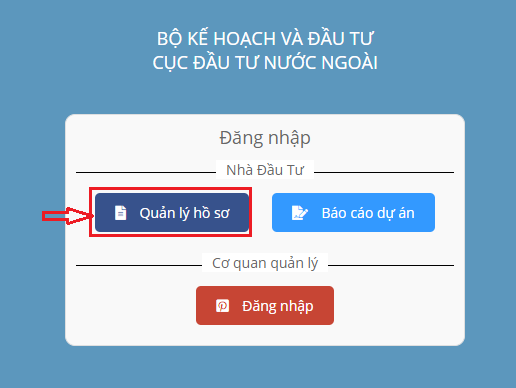 BỘ KẾ HOẠCH VÀ ĐẦU TƯ
CỤC ĐẦU TƯ NƯỚC NGOÀI
Đăng nhập
Nhà Đầu Tư
Quản lý hồ sơ
Báo cáo dự án
Cơ quan quản lý
Đăng nhập